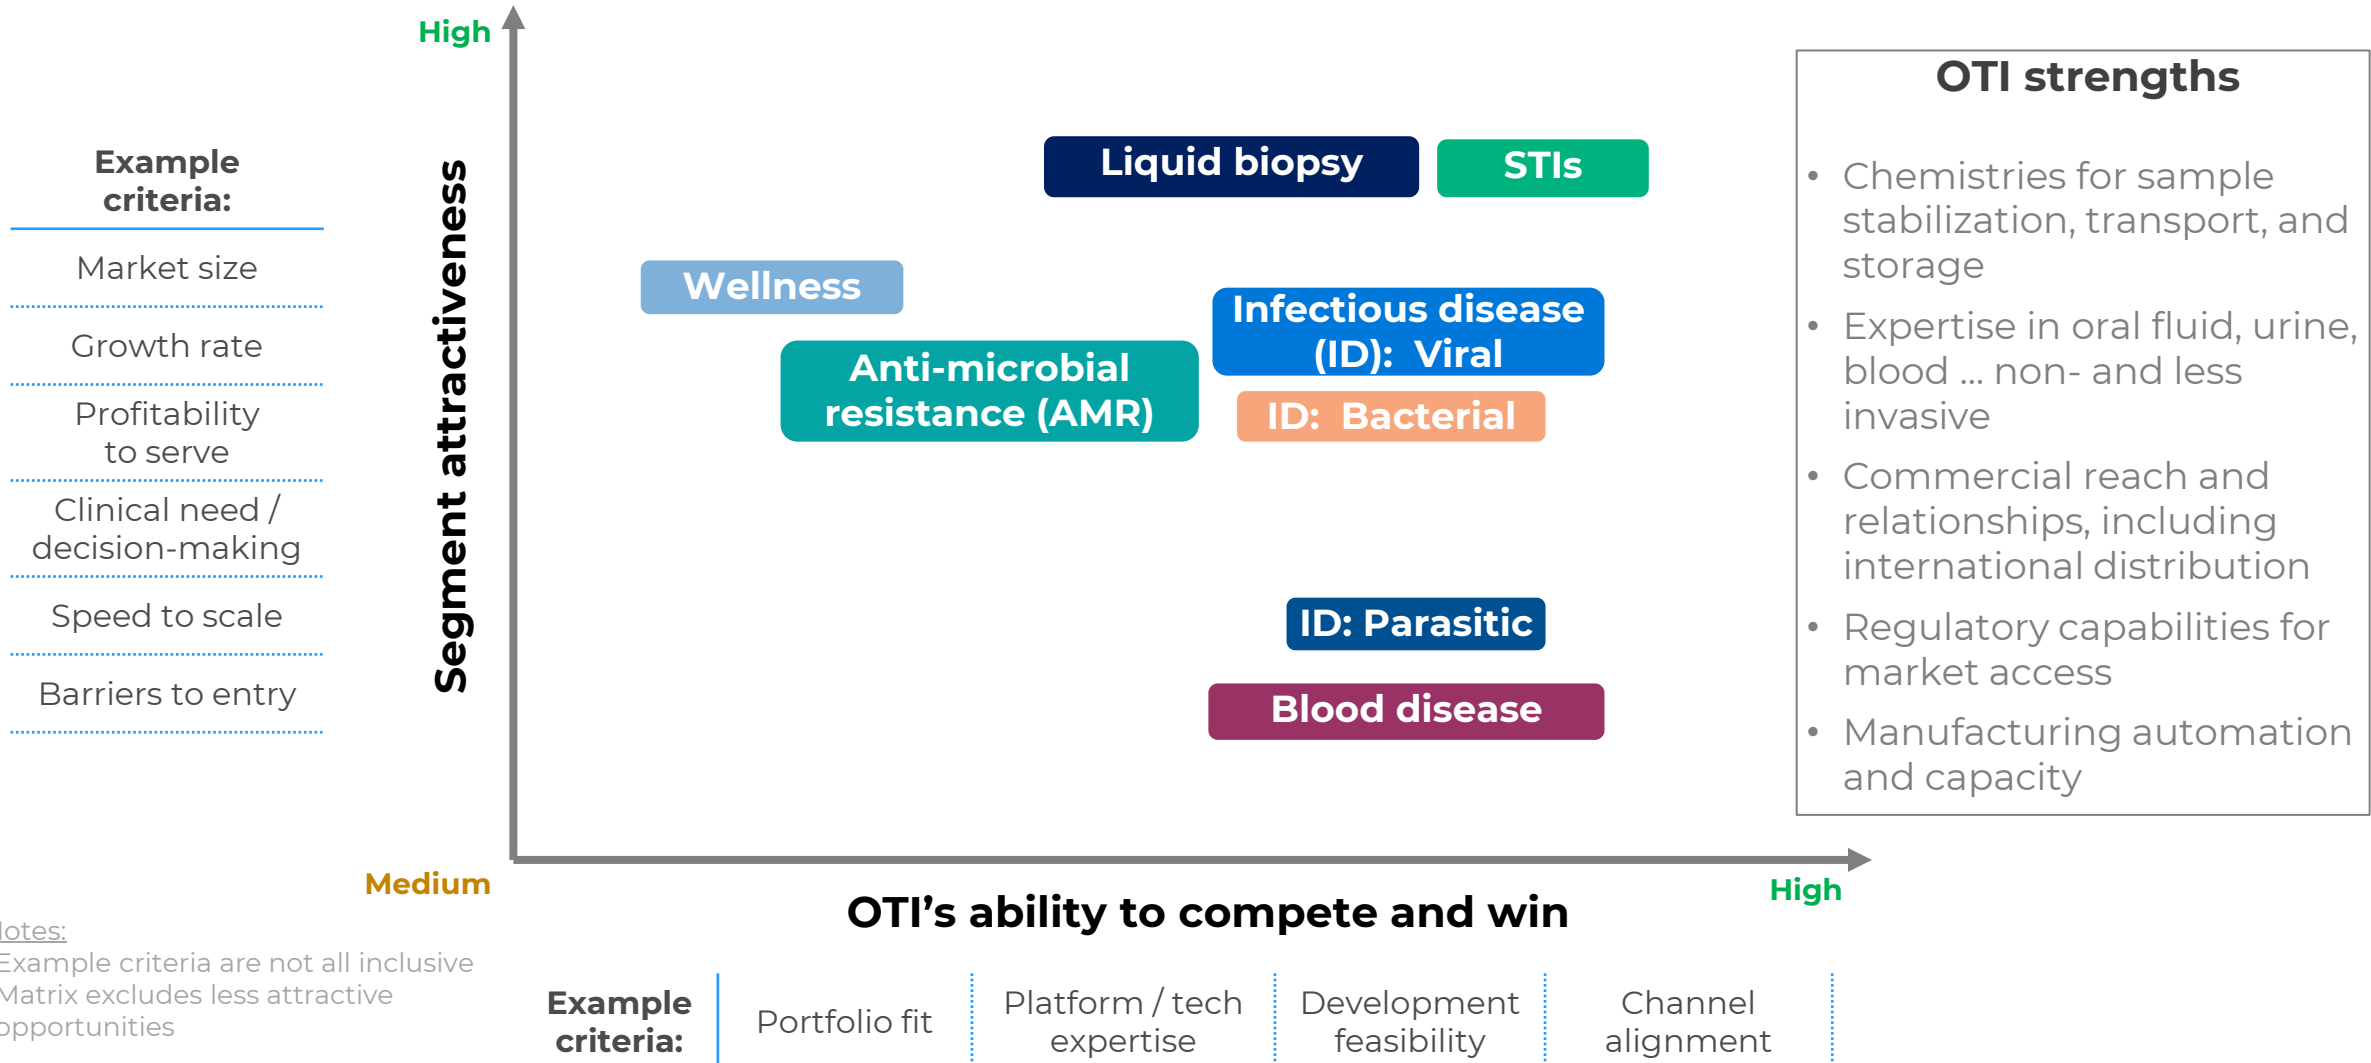 High
Example
criteria:
Market size
Growth rate
Profitability
to serve
Clinical need /
decision-making
Speed to scale
Barriers to entry
Segment attractiveness
Liquid biopsy
STIs
Wellness
Infectious disease
(ID): Viral
Anti-microbial
resistance (AMR)
ID: Bacterial
ID: Parasitic
Blood disease
OTI strengths
• Chemistries for sample
stabilization, transport, and
storage
• Expertise in oral fluid, urine,
blood ... non- and less
invasive
• Commercial reach and
relationships, including
international distribution
• Regulatory capabilities for
market access
• Manufacturing automation
and capacity
Medium
High
OTI’s ability to compete and win
otes:
Example criteria are not all inclusive
Matrix excludes less attractive
opportunities
Example
criteria:
Portfolio fit
Platform / tech
expertise
Development
feasibility
Channel
alignment